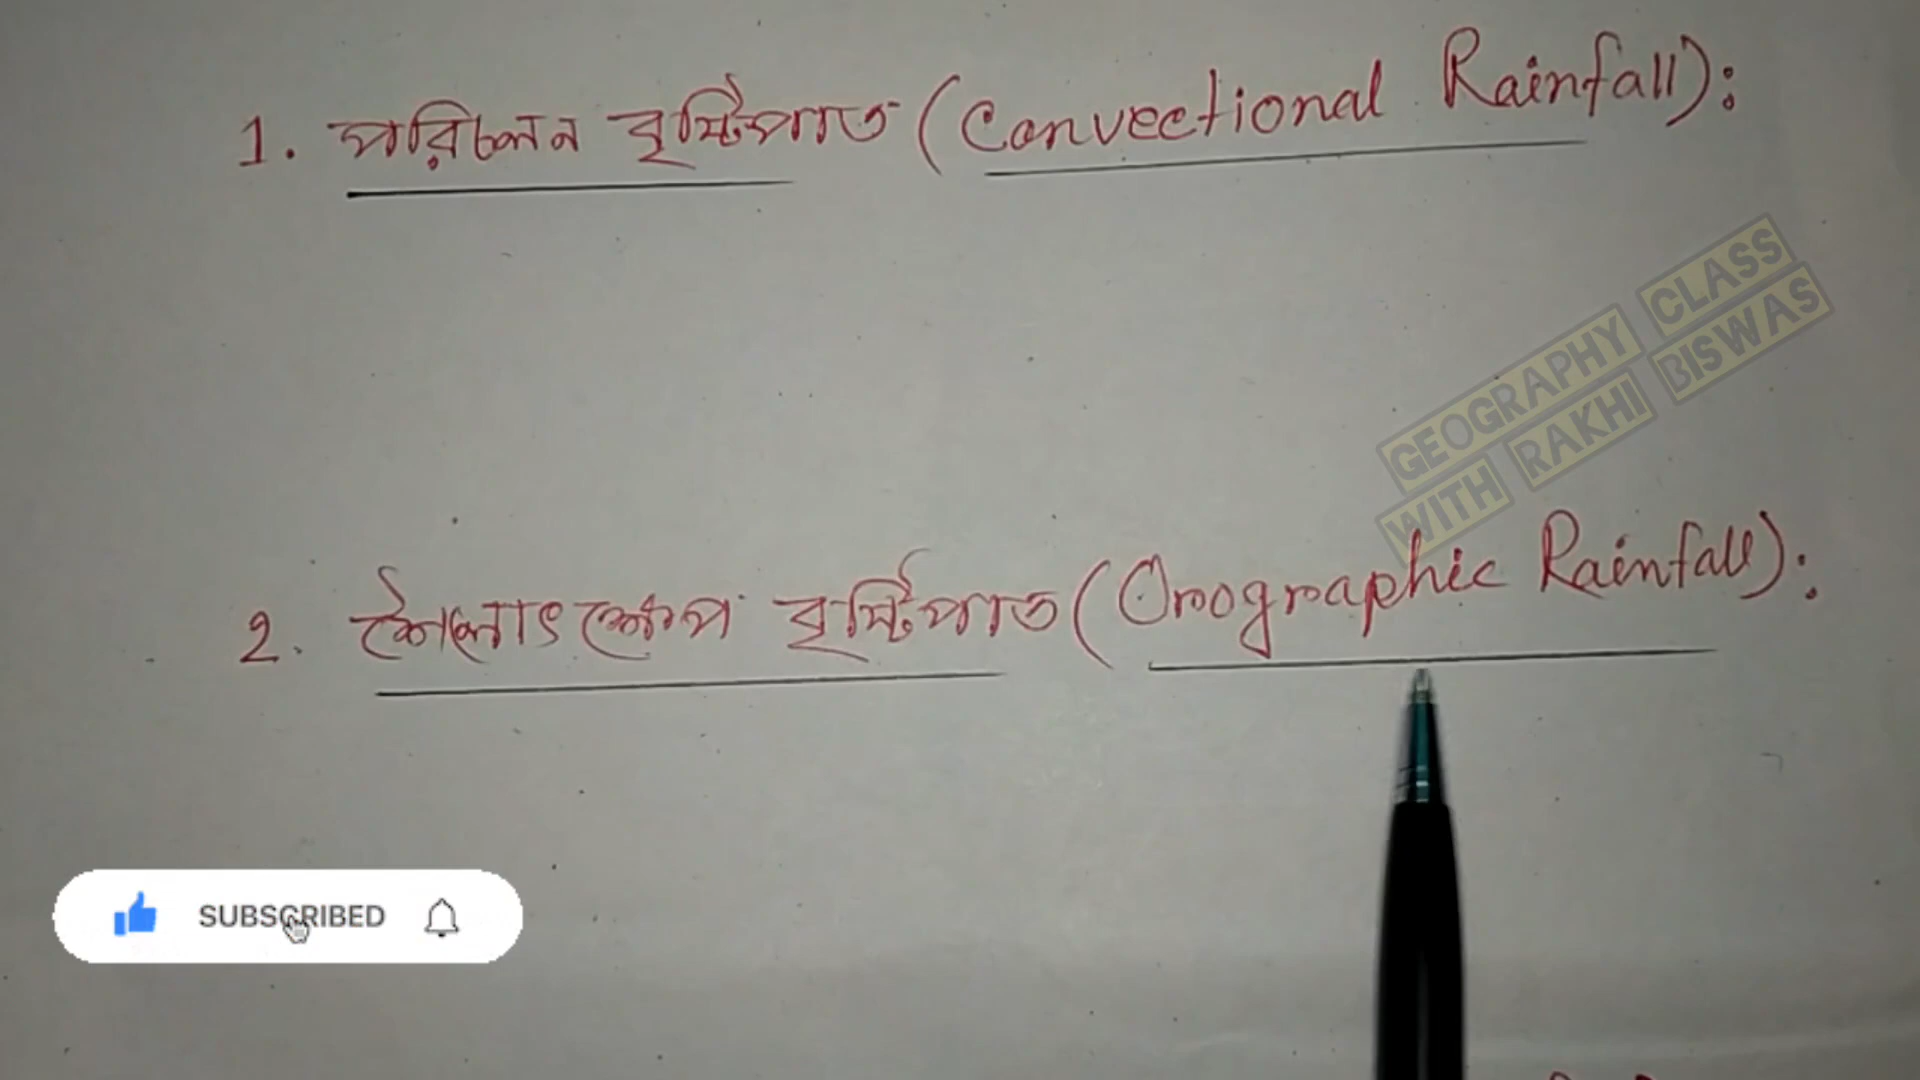 1. পরিচলন বৃষ্টিপাত (Convectional Rainfall):
GEOGRAPHY CLASS
WITH RAKHI BISWAS
2. শৈলোৎক্ষেপ বৃষ্টিপাত (Orographic Rainfall):
SUBSCRIBED